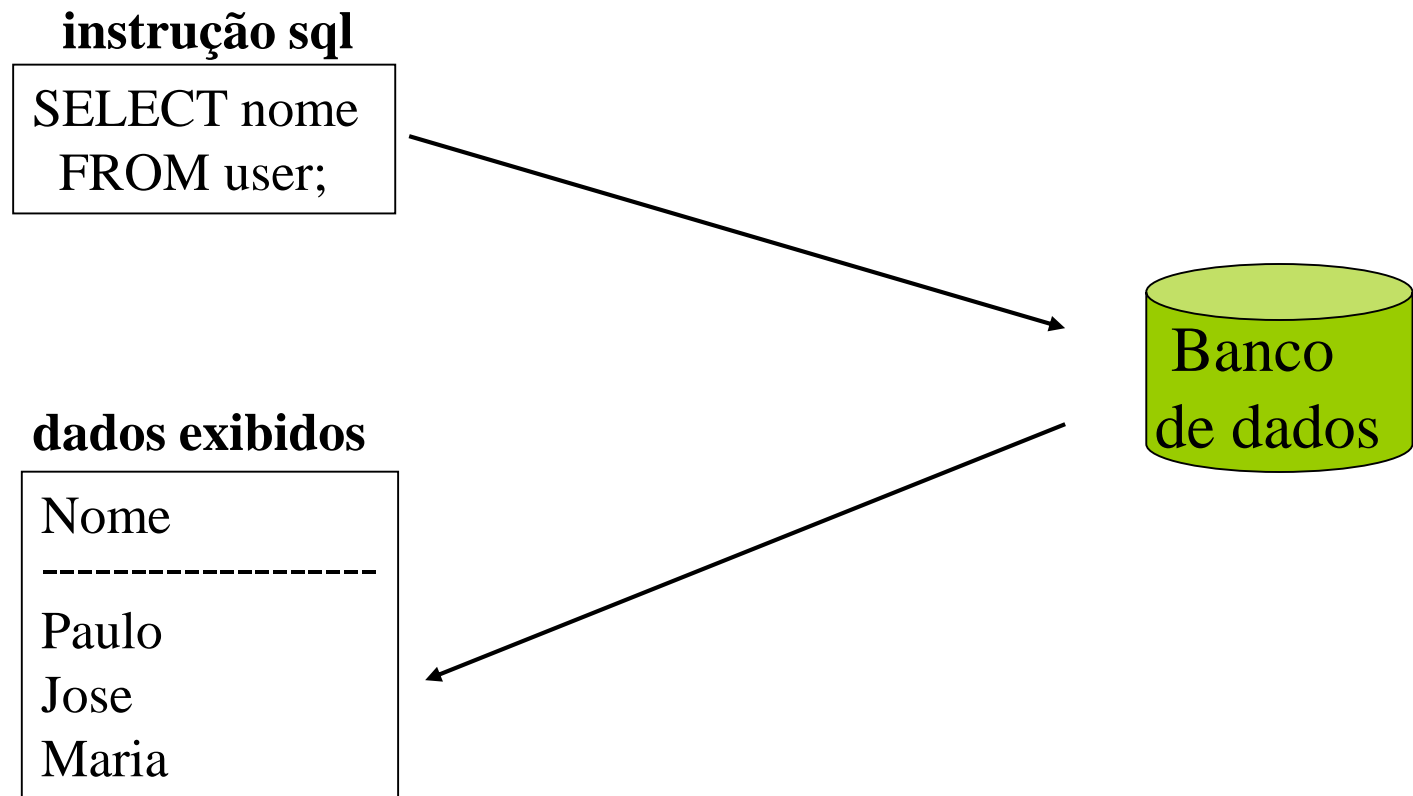 instrução sql
SELECT nome
FROM user;
Banco
de dados
dados exibidos
Nome
-------------------
Paulo
Jose
Maria